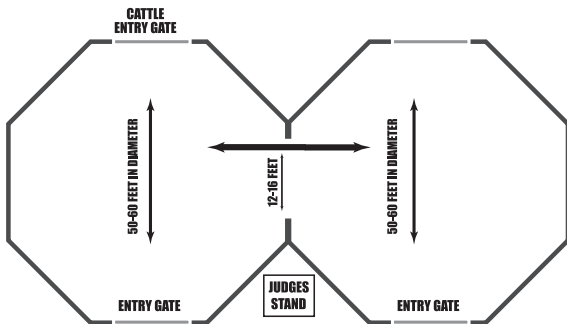 CATTLE
ENTRY GATE
50-60 FEET IN DIAMETER
12-16 FEET
50-60 FEET IN DIAMETER
ENTRY GATE
JUDGES
STAND
ENTRY GATE